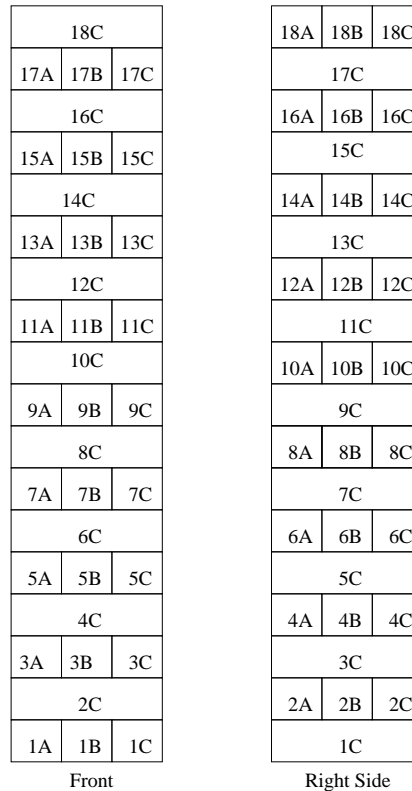 18C 18A 18B 18C
17A 17B 17C 17C
16C 16A 16B 16C
15A 15B 15C 15C
14C 14A 14B 14C
13A 13B 13C 13C
12C 12A 12B 12C
11A 11B 11C 11C
10C 10A 10B 10C
9A 9B 9C 9C
8C 8A 8B 8C
7A 7B 7C 7C
6C 6A 6B 6C
5A 5B 5C 5C
4C 4A 4B 4C
3A 3B 3C 3C
2C 2A 2B 2C
1A 1B 1C 1C
Front Right Side